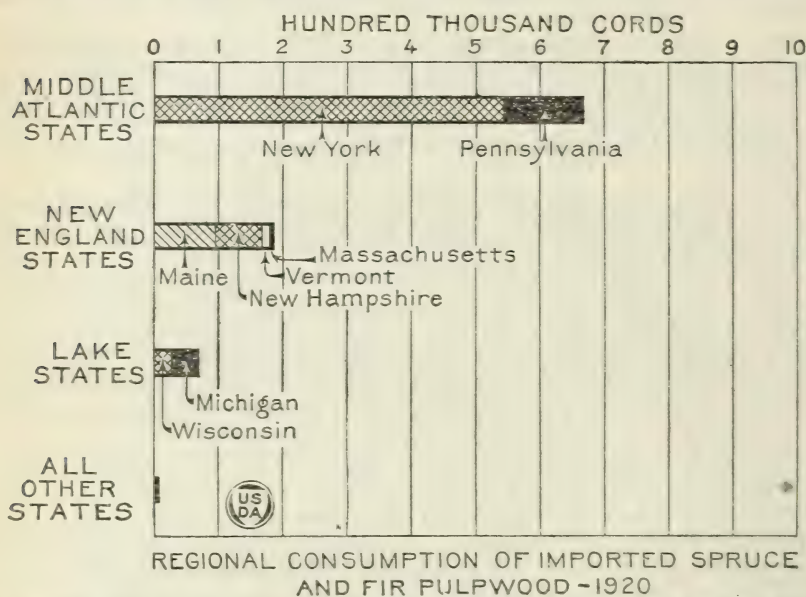 HUNDRED THOUSAND CORDS
0 1 2 3 4 5 6 7 8 9 10
MIDDLE
ATLANTIC
STATES
New York
Pennsylvania
NEW
ENGLAND
STATES
Massachusetts
Maine
Vermont
New Hampshire
LAKE
STATES
Michigan
Wisconsin
ALL
OTHER
STATES
US
DA
REGIONAL CONSUMPTION OF IMPORTED SPRUCE
AND FIR PULPWOOD-1920